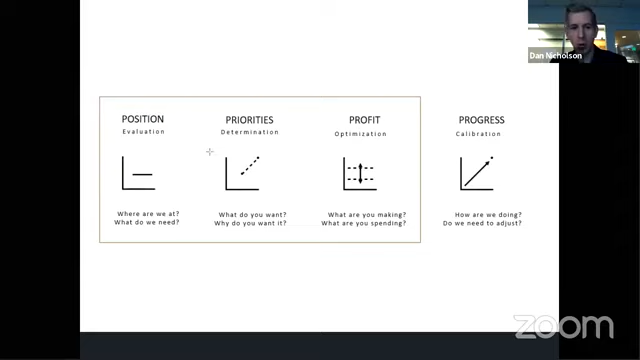 Dan Nicholson
POSITION
Evaluation
Where are we at?
What do we need?
PRIORITIES
Determination
What do you want?
Why do you want it?
PROFIT
Optimization
What are you making?
What are you spending?
PROGRESS
Calibration
How are we doing?
Do we need to adjust?
zoom